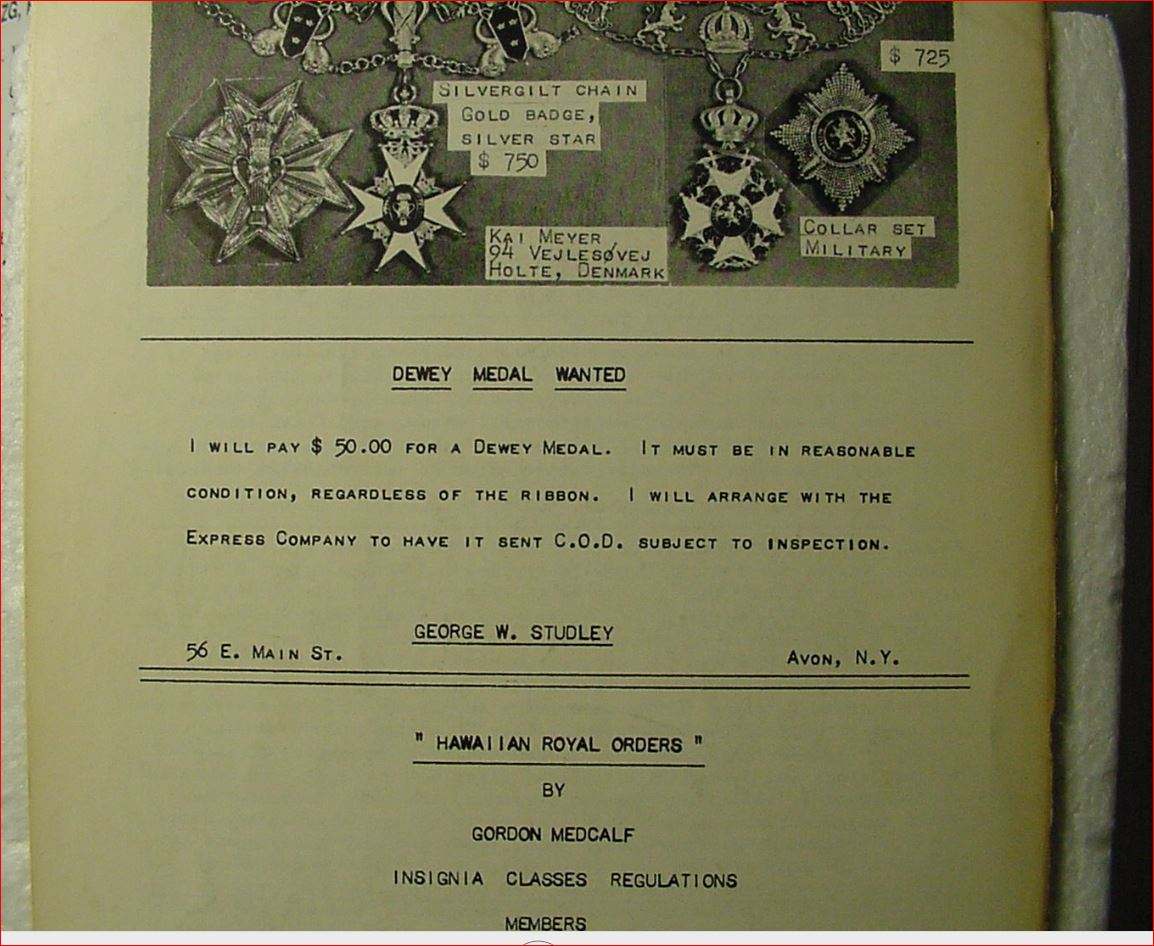 $ 725
SILVERGILT CHAIN
GOLD BADGE,
SILVER STAR
$ 750
KAI MEYER
94 VEJLESØVEJ
HOLTE, DENMARK
COLLAR SET
MILITARY
DEWEY MEDAL WANTED
I WILL PAY $ 50.00 FOR A DEWEY MEDAL. IT MUST BE IN REASONABLE
CONDITION, REGARDLESS OF THE RIBBON. I WILL ARRANGE WITH THE
EXPRESS COMPANY TO HAVE IT SENT C.O.D. SUBJECT TO INSPECTION.
GEORGE W. STUDLEY
56 E. MAIN ST. AVON, N.Y.
" HAWAIIAN ROYAL ORDERS "
BY
GORDON MEDCALF
INSIGNIA CLASSES REGULATIONS
MEMBERS